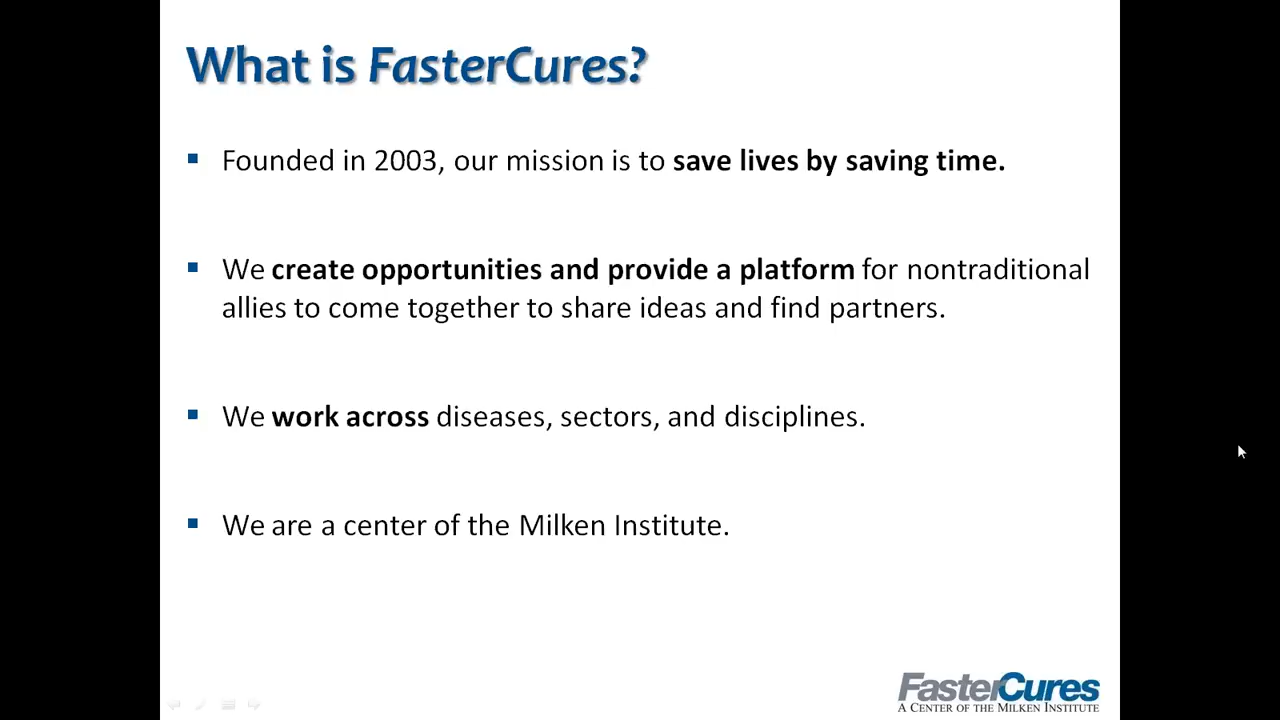 What is FasterCures?
▪ Founded in 2003, our mission is to save lives by saving time.
▪ We create opportunities and provide a platform for nontraditional
allies to come together to share ideas and find partners.
▪ We work across diseases, sectors, and disciplines.
▪ We are a center of the Milken Institute.
FasterCures
A CENTER OF THE MILKEN INSTITUTE